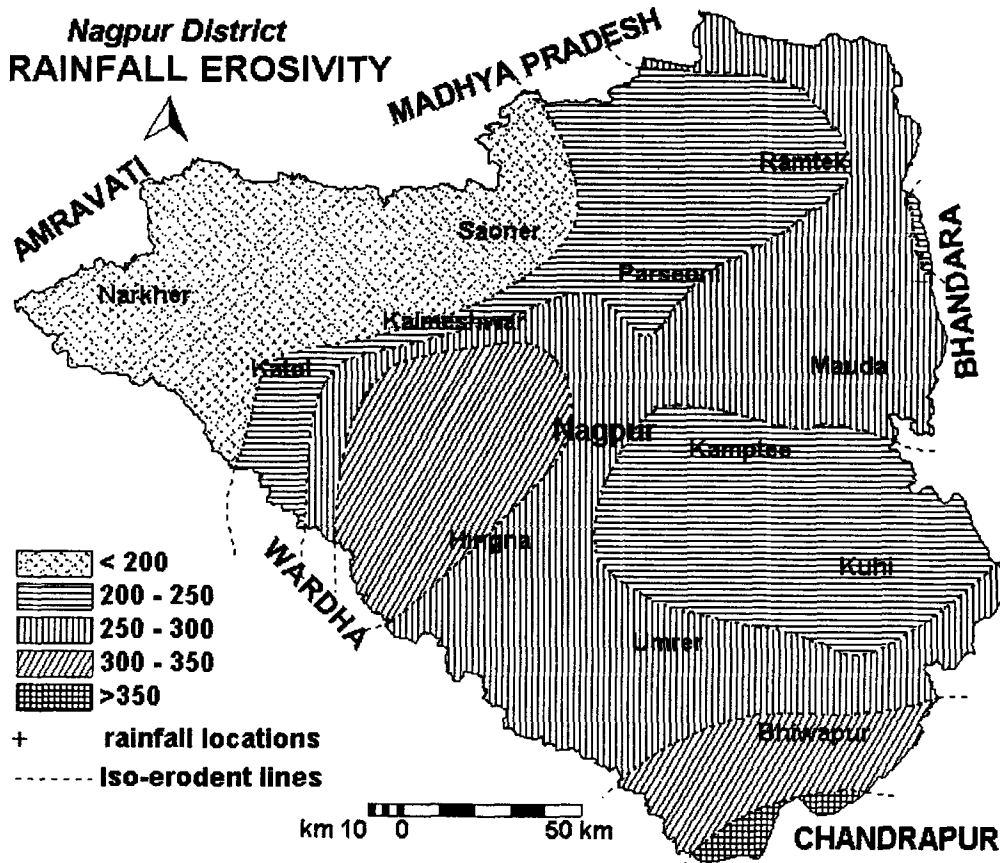 Nagpur District
RAINFALL EROSIVITY
MADHYA PRADESH
AMRAVATI
Ramtek
Saoner
BHANDARA
Parseoni
Narkher
Kalmeshwar
Katol
Mauda
Nagpur
Kamptee
Hingna
WARDHA
Kuhi
Umrer
Bhiwapur
< 200
200 - 250
250 - 300
300 - 350
>350
+ rainfall locations
------- Iso-erodent lines
km 10 0 50 km
CHANDRAPUR